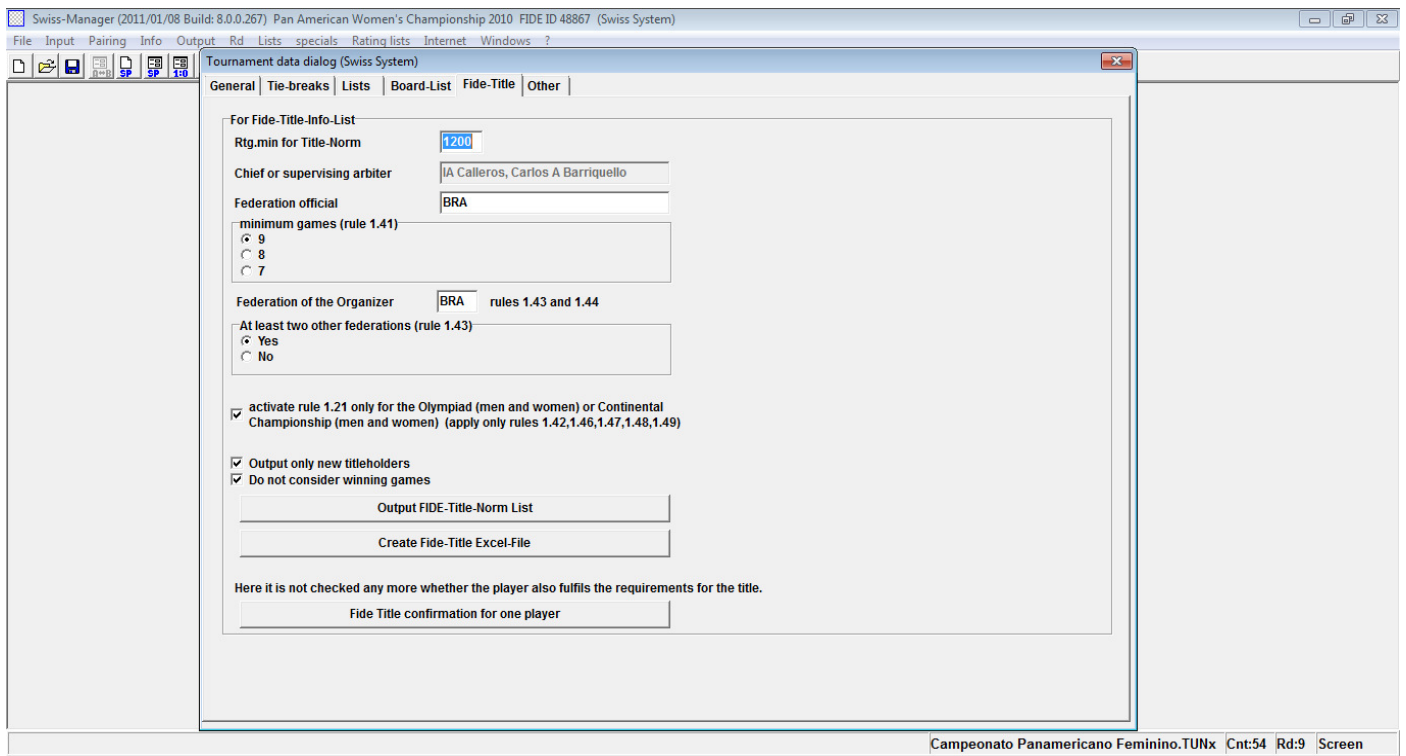 Swiss-Manager (2011/01/08 Build: 8.0.0.267) Pan American Women's Championship 2010 FIDE ID 48867 (Swiss System)
File Input Pairing Info Output Rd Lists specials Rating lists Internet Windows ?
SP SP 1:0
Tournament data dialog (Swiss System)
General Tie-breaks Lists Board-List Fide-Title Other
For Fide-Title-Info-List
Rtg.min for Title-Norm 1200
Chief or supervising arbiter IA Calleros, Carlos A Barriquello
Federation official BRA
minimum games (rule 1.41)
9
8
7
Federation of the Organizer BRA rules 1.43 and 1.44
At least two other federations (rule 1.43)
Yes
No
activate rule 1.21 only for the Olympiad (men and women) or Continental
Championship (men and women) (apply only rules 1.42,1.46,1.47,1.48,1.49)
Output only new titleholders
Do not consider winning games
Output FIDE-Title-Norm List
Create Fide-Title Excel-File
Here it is not checked any more whether the player also fulfils the requirements for the title.
Fide Title confirmation for one player
Campeonato Panamericano Feminino.TUNx Cnt:54 Rd:9 Screen